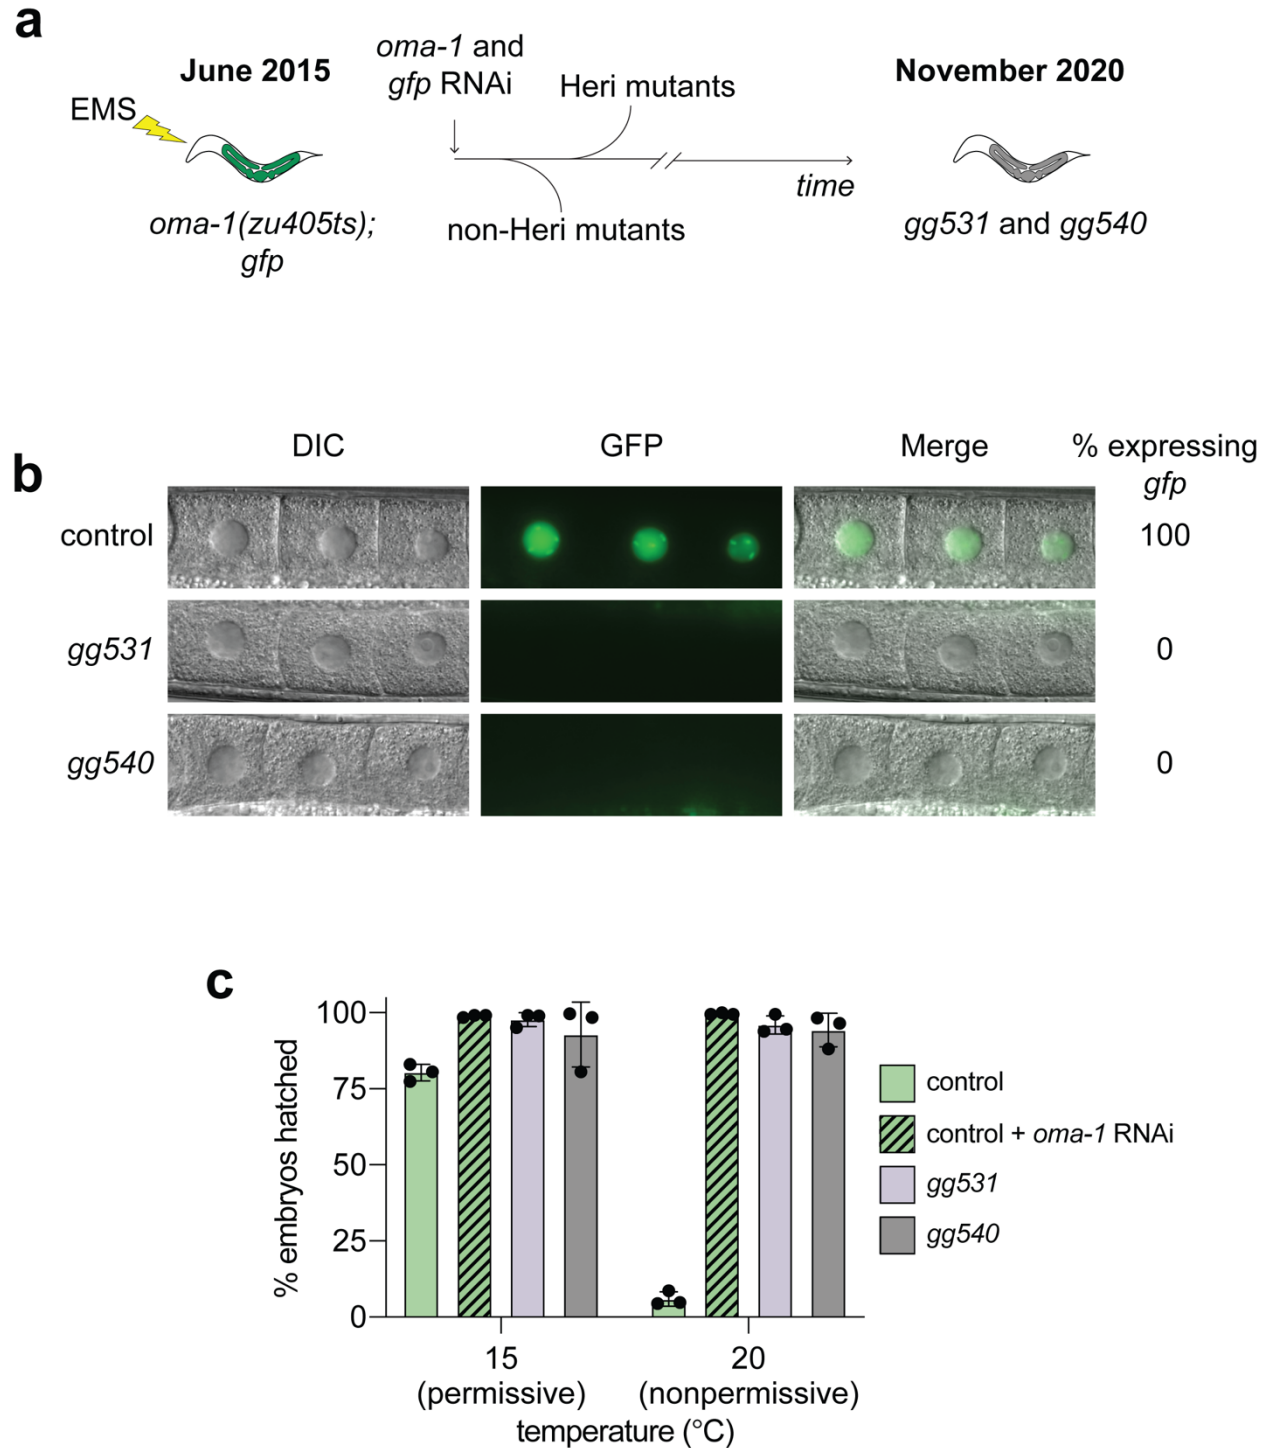 a
June 2015
EMS
oma-1(zu405ts);
gfp
oma-1 and
gfp RNAi
Heri mutants
non-Heri mutants
time
November 2020
gg531 and gg540
b
DIC
GFP
Merge
% expressing
gfp
control
100
gg531
0
gg540
0
c
% embryos hatched
100
75
50
25
0
15
(permissive)
20
(nonpermissive)
temperature (°C)
control
control + oma-1 RNAi
gg531
gg540